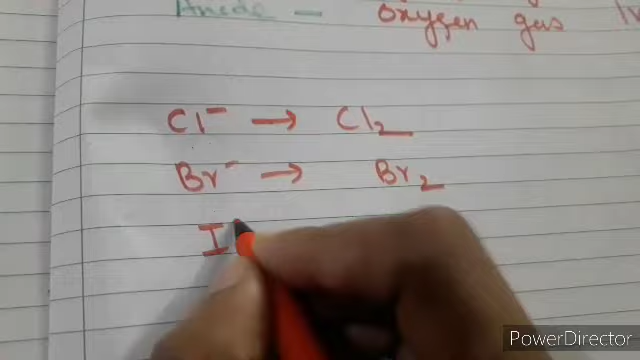 Anode – oxygen gas
Cl⁻ → Cl₂
Br⁻ → Br₂
I
PowerDirector